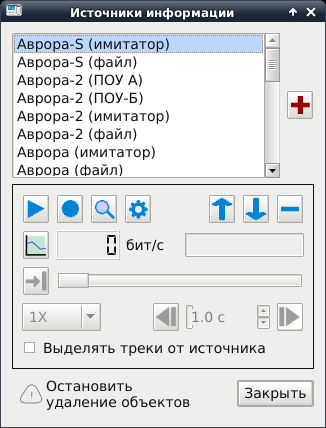 Источники информации
Аврора-S (имитатор)
Аврора-S (файл)
Аврора-2 (ПОУ А)
Аврора-2 (ПОУ-Б)
Аврора-2 (имитатор)
Аврора-2 (файл)
Аврора (имитатор)
Аврора (файл)
0 бит/с
1X
1.0 с
Выделять треки от источника
Остановить
удаление объектов
Закрыть